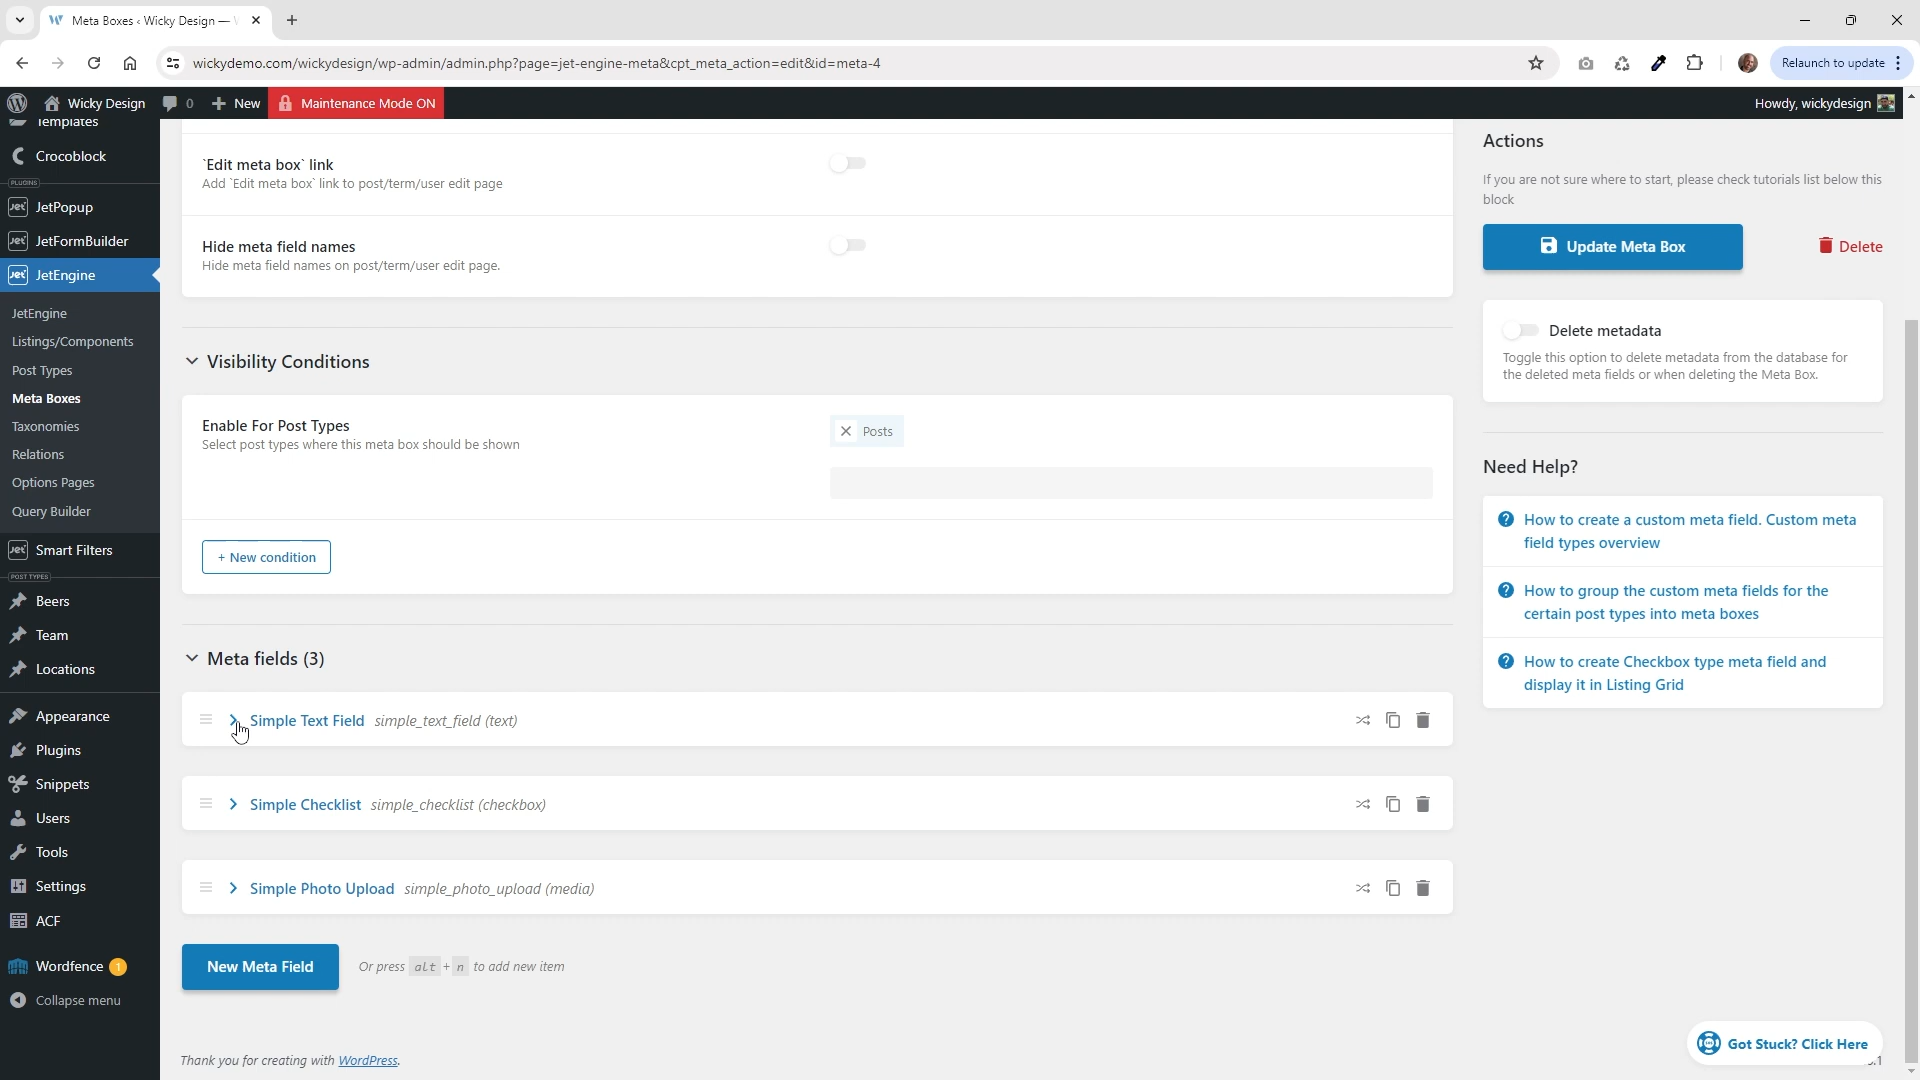 Meta Boxes ‹ Wicky Design —
wickydemo.com/wickydesign/wp-admin/admin.php?page=jet-engine-meta&cpt_meta_action=edit&id=meta-4
Relaunch to update
Wicky Design
0
New
Maintenance Mode ON
Howdy, wickydesign
Templates
Crocoblock
PLUGINS
JetPopup
JetFormBuilder
JetEngine
JetEngine
Listings/Components
Post Types
Meta Boxes
Taxonomies
Relations
Options Pages
Query Builder
Smart Filters
POST TYPES
Beers
Team
Locations
Appearance
Plugins
Snippets
Users
Tools
Settings
ACF
Wordfence 1
Collapse menu
`Edit meta box` link
Add `Edit meta box` link to post/term/user edit page
Hide meta field names
Hide meta field names on post/term/user edit page.
Visibility Conditions
Enable For Post Types
Select post types where this meta box should be shown
Posts
+ New condition
Meta fields (3)
Simple Text Field simple_text_field (text)
Simple Checklist simple_checklist (checkbox)
Simple Photo Upload simple_photo_upload (media)
New Meta Field
Or press alt + n to add new item
Thank you for creating with WordPress.
Actions
If you are not sure where to start, please check tutorials list below this
block
Update Meta Box
Delete
Delete metadata
Toggle this option to delete metadata from the database for
the deleted meta fields or when deleting the Meta Box.
Need Help?
How to create a custom meta field. Custom meta
field types overview
How to group the custom meta fields for the
certain post types into meta boxes
How to create Checkbox type meta field and
display it in Listing Grid
Got Stuck? Click Here